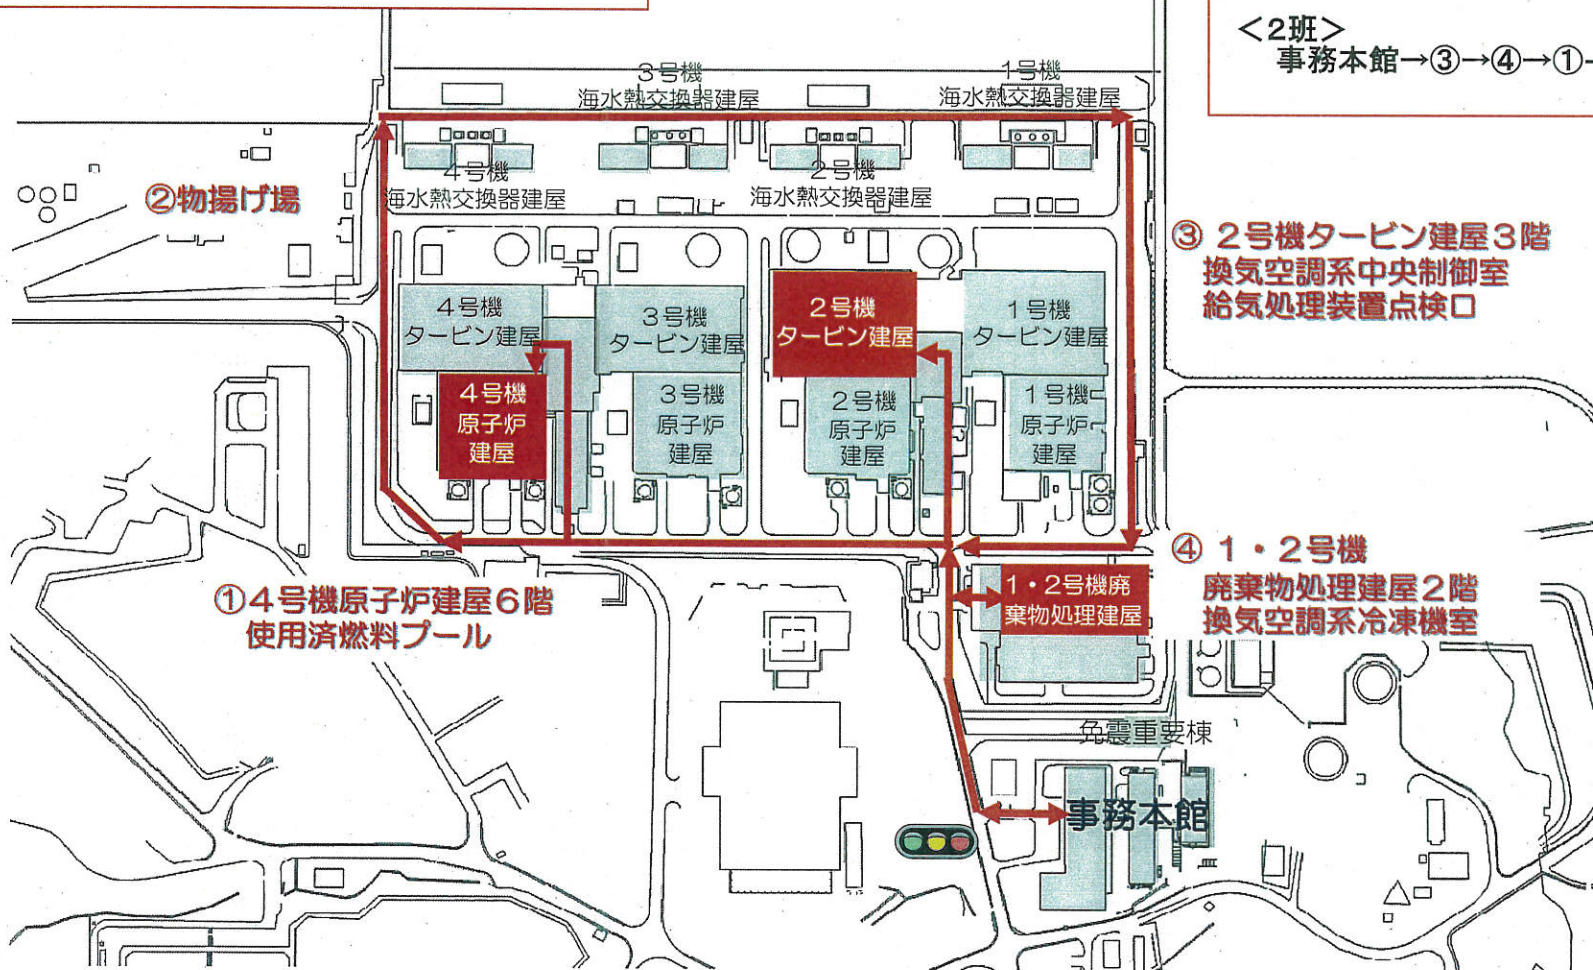 <2班>
事務本館→③→④→①-
3号機
海水熱交換器建屋
1号機
海水熱交換器建屋
4号機
海水熱交換器建屋
2号機
海水熱交換器建屋
②物揚げ場
③ 2号機タービン建屋3階
換気空調系中央制御室
給気処理装置点検口
4号機
タービン建屋
3号機
タービン建屋
2号機
タービン建屋
1号機
タービン建屋
4号機
原子炉
建屋
3号機
原子炉
建屋
2号機
原子炉
建屋
1号機
原子炉
建屋
①4号機原子炉建屋6階
使用済燃料プール
1・2号機廃
棄物処理建屋
④ 1・2号機
廃棄物処理建屋2階
換気空調系冷凍機室
免震重要棟
事務本館